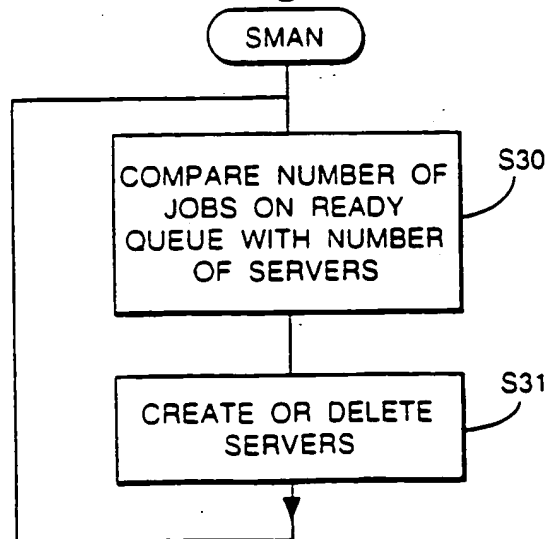 SMAN
COMPARE NUMBER OF
JOBS ON READY
QUEUE WITH NUMBER
OF SERVERS
S30
CREATE OR DELETE
SERVERS
S31